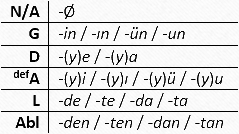 N/A -Ø
G -in / -ın / -ün / -un
D -(y)e / -(y)a
defA -(y)i / -(y)ı / -(y)ü / -(y)u
L -de / -te / -da / -ta
Abl -den / -ten / -dan / -tan